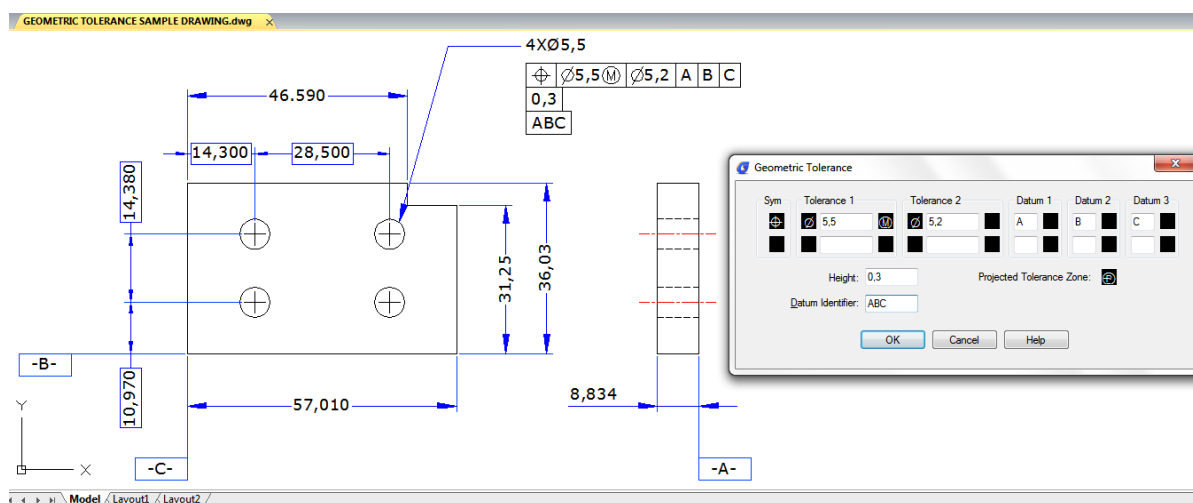 GEOMETRIC TOLERANCE SAMPLE DRAWING.dwg ×
4XØ5,5
⌖ Ø5,5Ⓜ Ø5,2 A B C
0,3
ABC
46.590
14,300 28,500
14,380
31,25
36,03
10,970
57,010
8,834
-B-
-C-
-A-
Y
X
Geometric Tolerance
Sym Tolerance 1 Tolerance 2 Datum 1 Datum 2 Datum 3
⌖ Ø 5,5 Ⓜ Ø 5,2 A B C
Height: 0,3 Projected Tolerance Zone: Ⓟ
Datum Identifier: ABC
OK Cancel Help
Model Layout1 Layout2